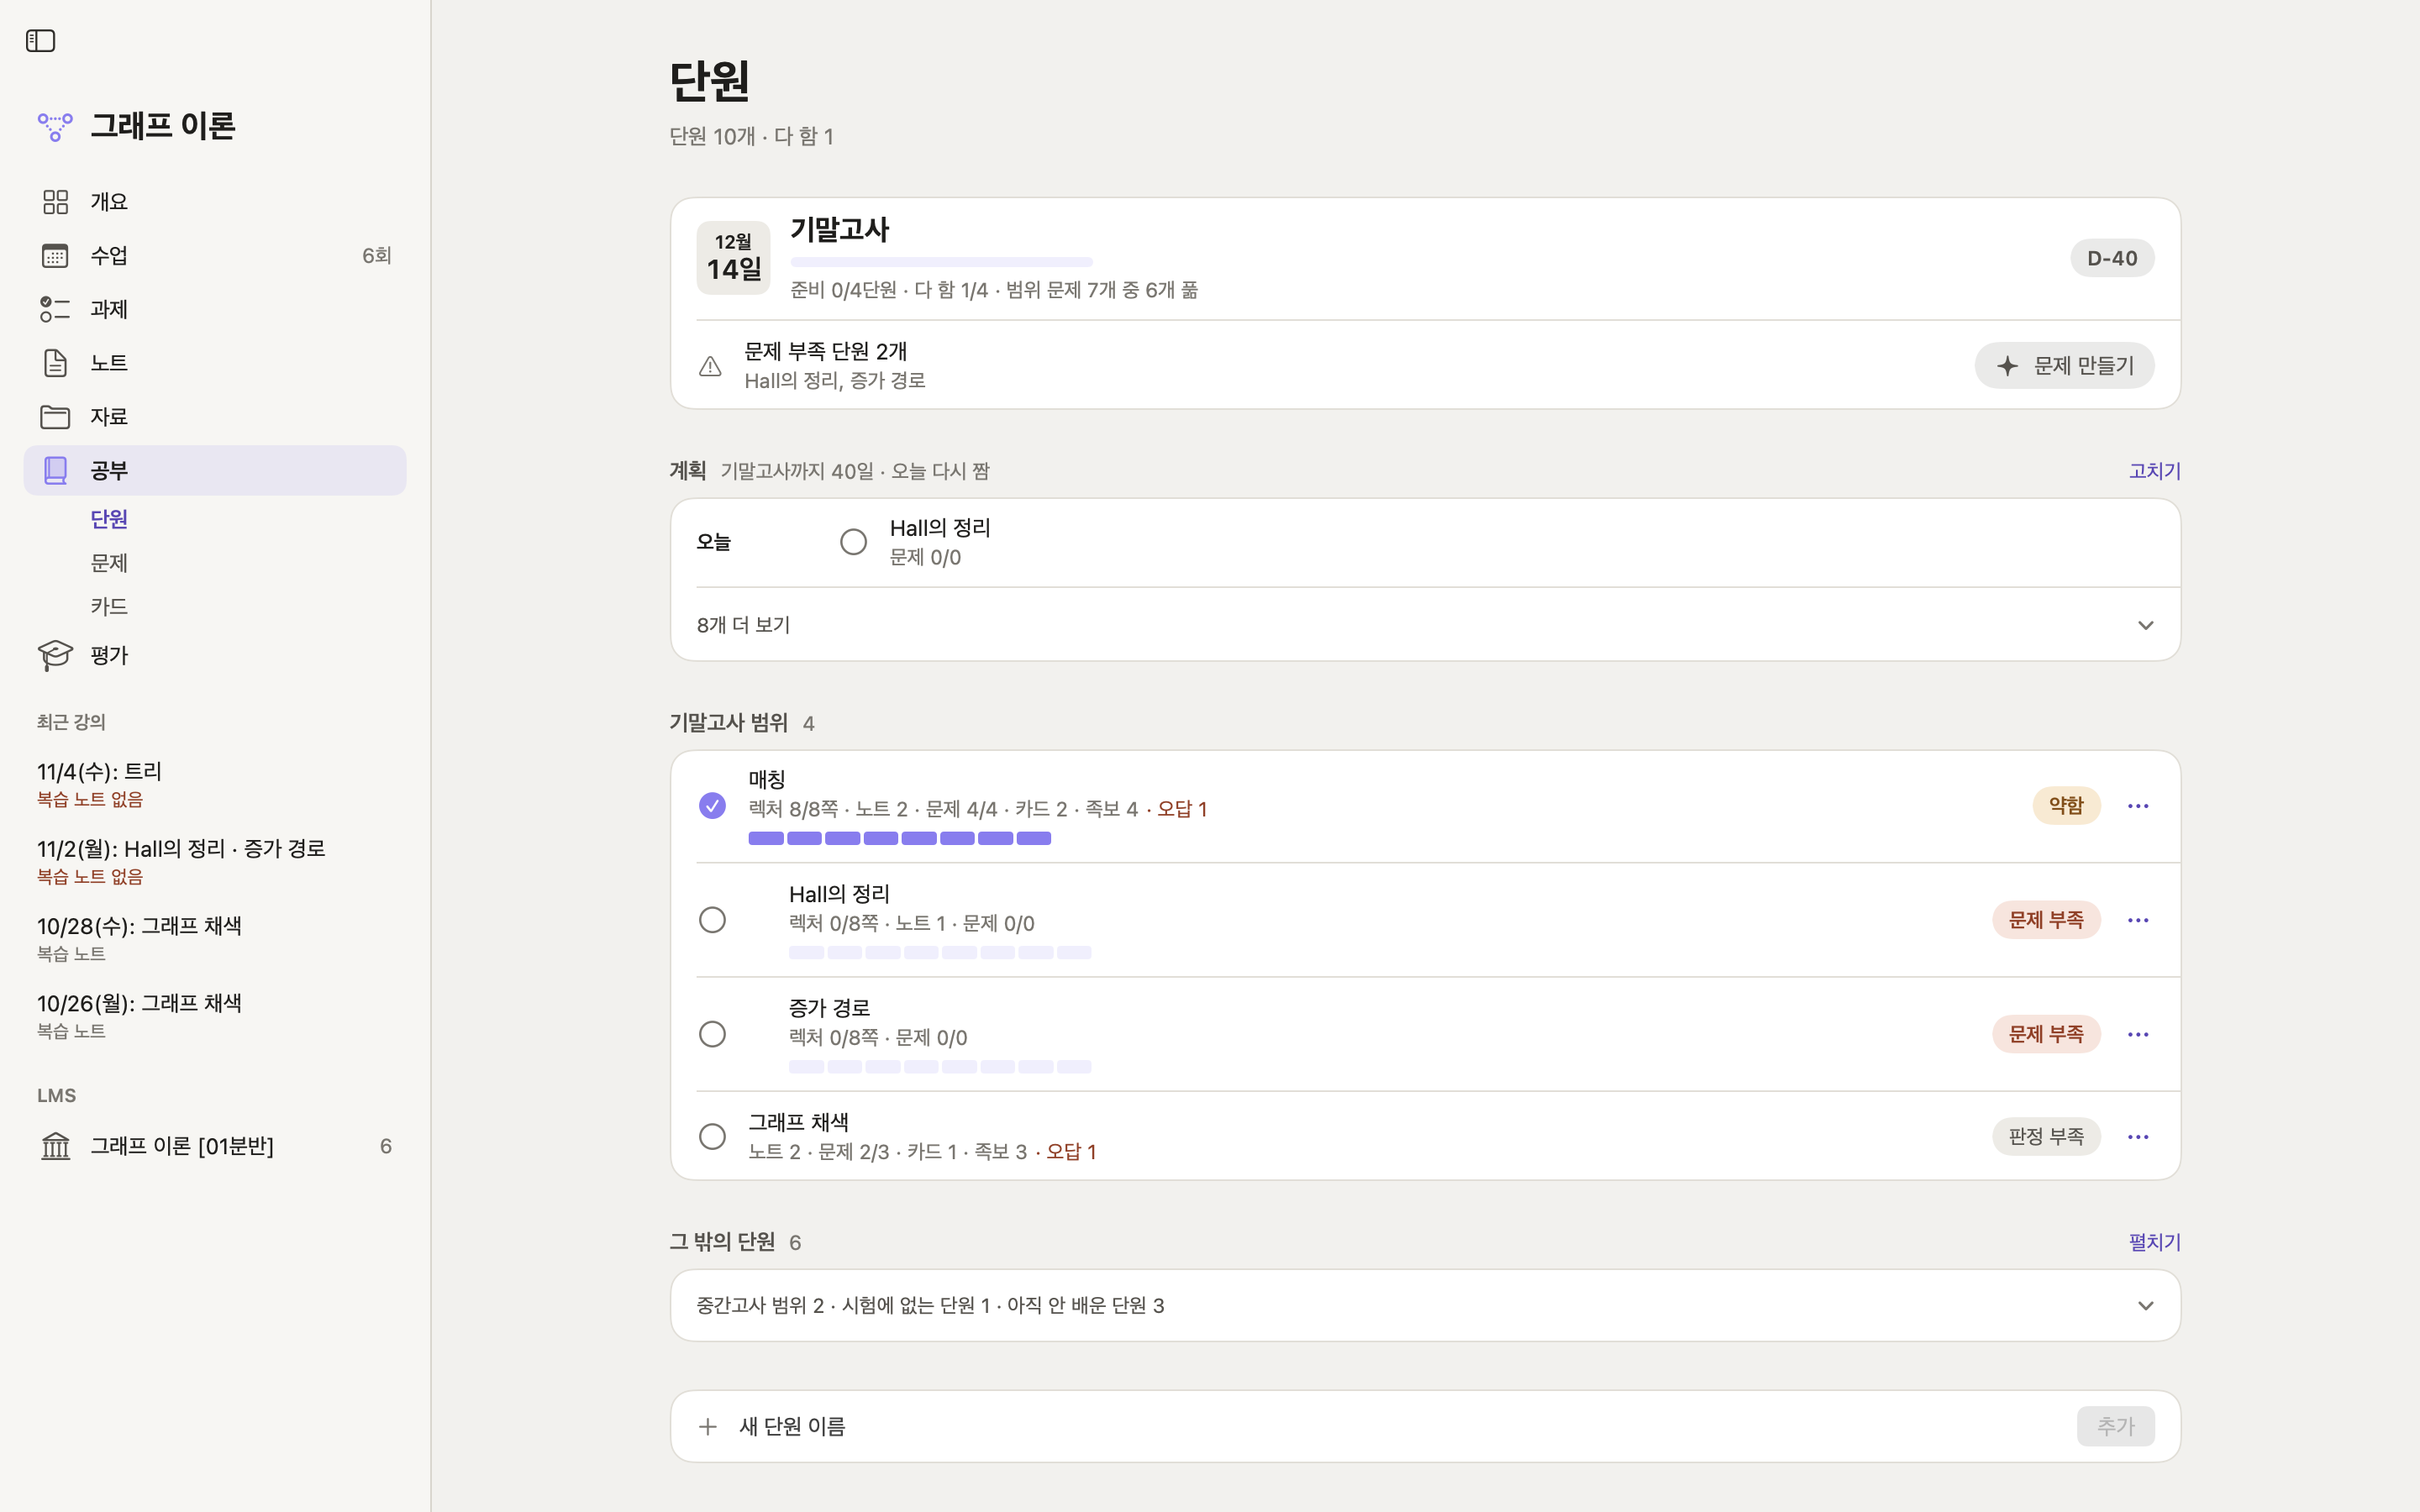 그래프 이론
개요
수업 6회
과제
노트
자료
공부
단원
문제
카드
평가
최근 강의
11/4(수): 트리
복습 노트 없음
11/2(월): Hall의 정리 · 증가 경로
복습 노트 없음
10/28(수): 그래프 채색
복습 노트
10/26(월): 그래프 채색
복습 노트
LMS
그래프 이론 [01분반] 6
단원
단원 10개 · 다 함 1
12월
14일
기말고사
준비 0/4단원 · 다 함 1/4 · 범위 문제 7개 중 6개 풂
D-40
문제 부족 단원 2개
Hall의 정리, 증가 경로
문제 만들기
계획 기말고사까지 40일 · 오늘 다시 짬
고치기
오늘
Hall의 정리
문제 0/0
8개 더 보기
기말고사 범위 4
매칭
렉처 8/8쪽 · 노트 2 · 문제 4/4 · 카드 2 · 족보 4 · 오답 1
약함
Hall의 정리
렉처 0/8쪽 · 노트 1 · 문제 0/0
문제 부족
증가 경로
렉처 0/8쪽 · 문제 0/0
문제 부족
그래프 채색
노트 2 · 문제 2/3 · 카드 1 · 족보 3 · 오답 1
판정 부족
그 밖의 단원 6
펼치기
중간고사 범위 2 · 시험에 없는 단원 1 · 아직 안 배운 단원 3
새 단원 이름
추가